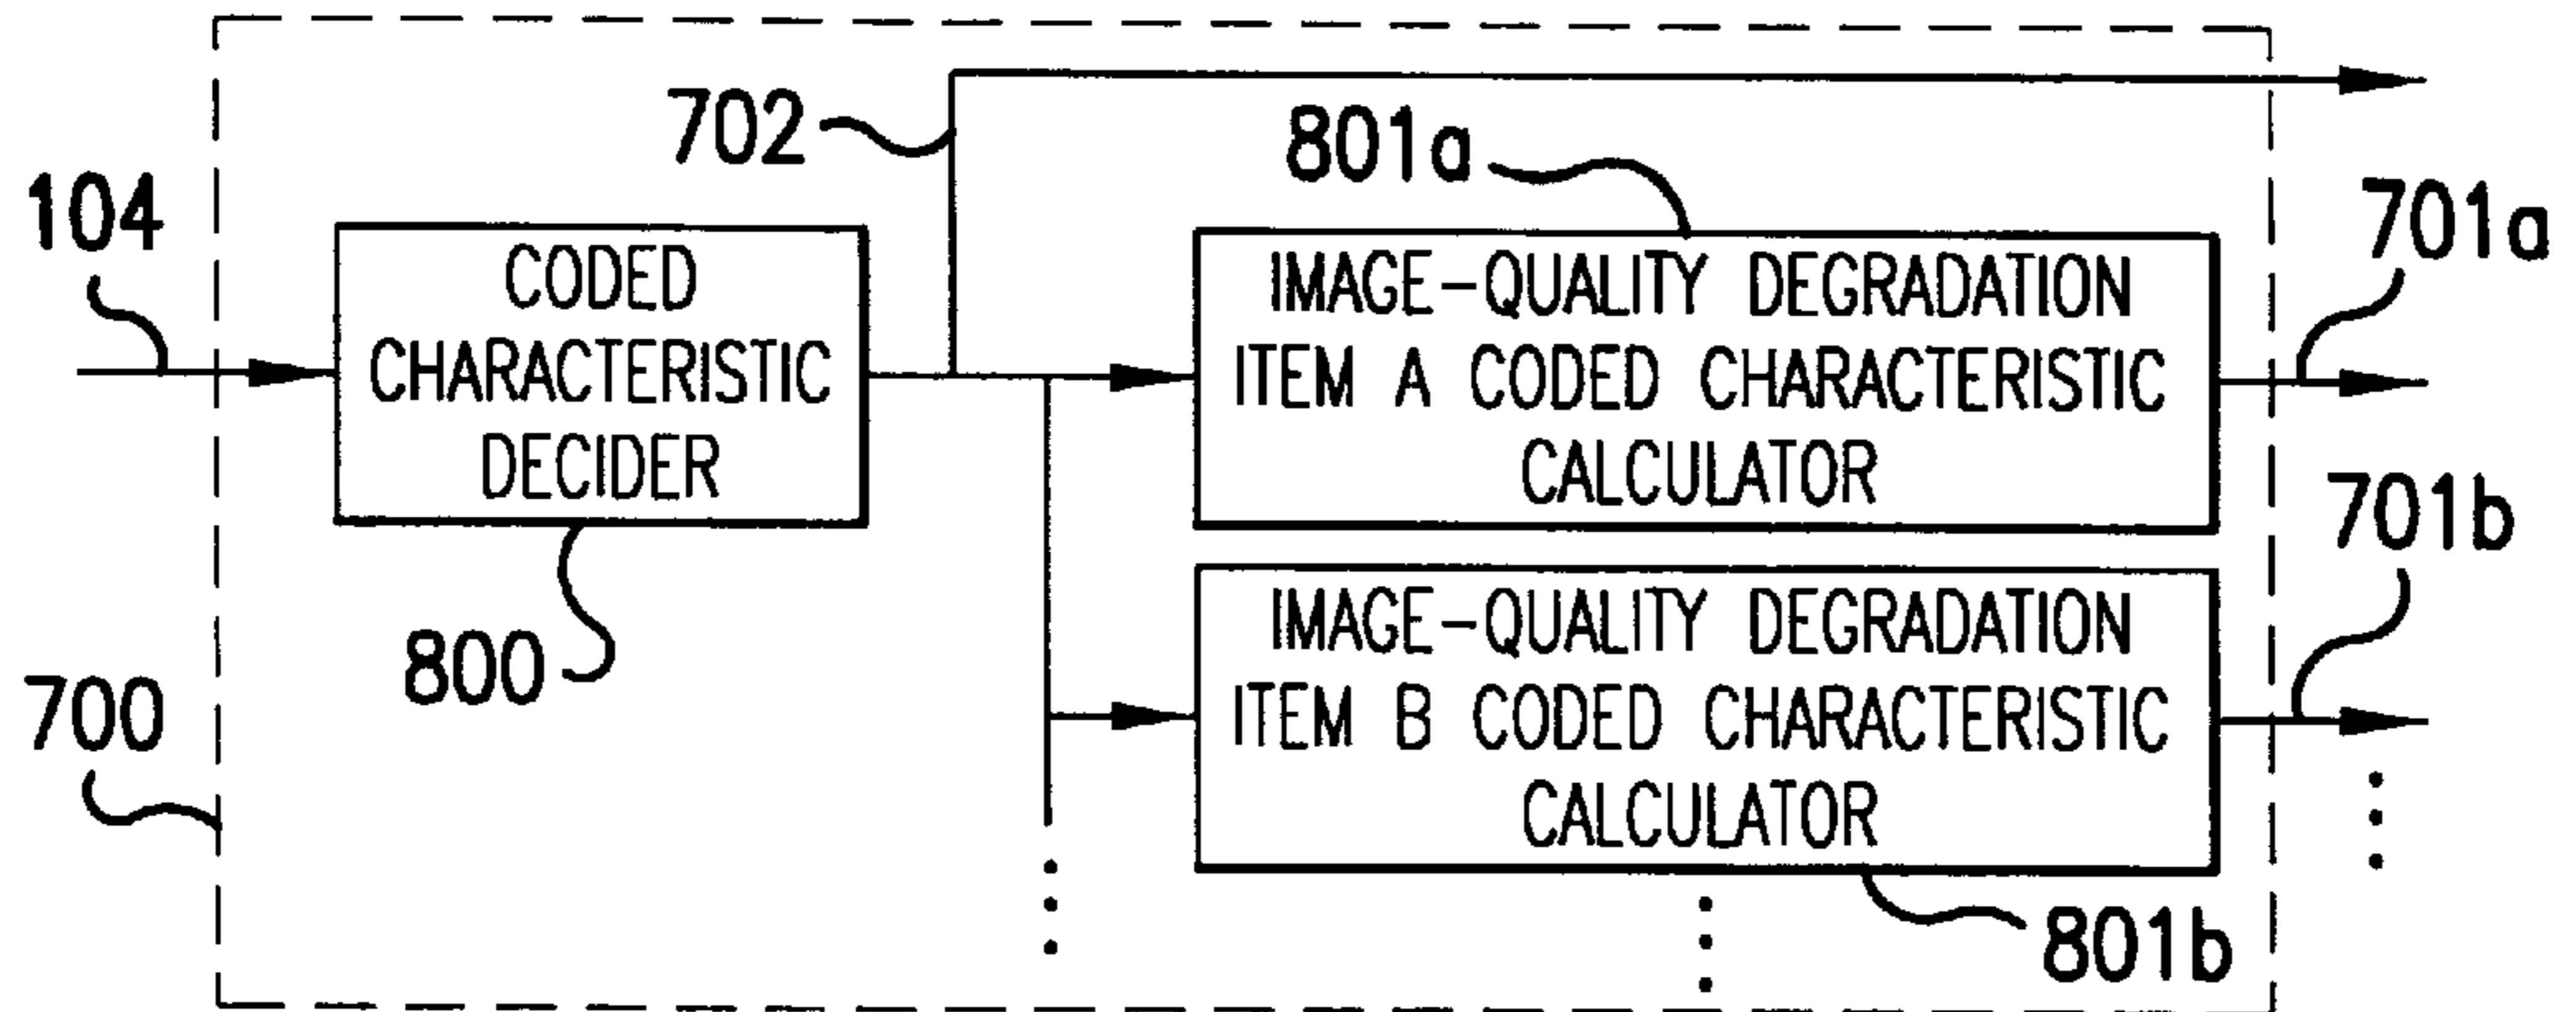 702
801a
104
701a
CODED
CHARACTERISTIC
DECIDER
IMAGE-QUALITY DEGRADATION
ITEM A CODED CHARACTERISTIC
CALCULATOR
701b
800
700
IMAGE-QUALITY DEGRADATION
ITEM B CODED CHARACTERISTIC
CALCULATOR
801b